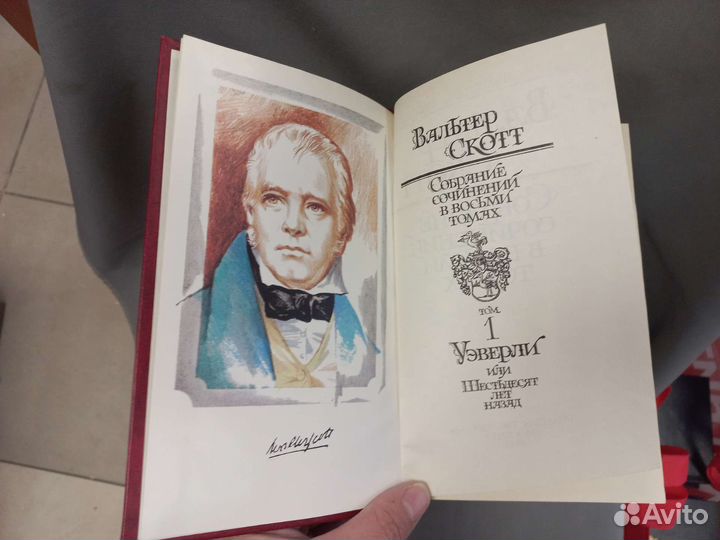 Вальтер
Скотт
Собрание
сочинений
в восьми
томах
том
1
Уэверли
или
Шестьдесят
лет
назад
Avito